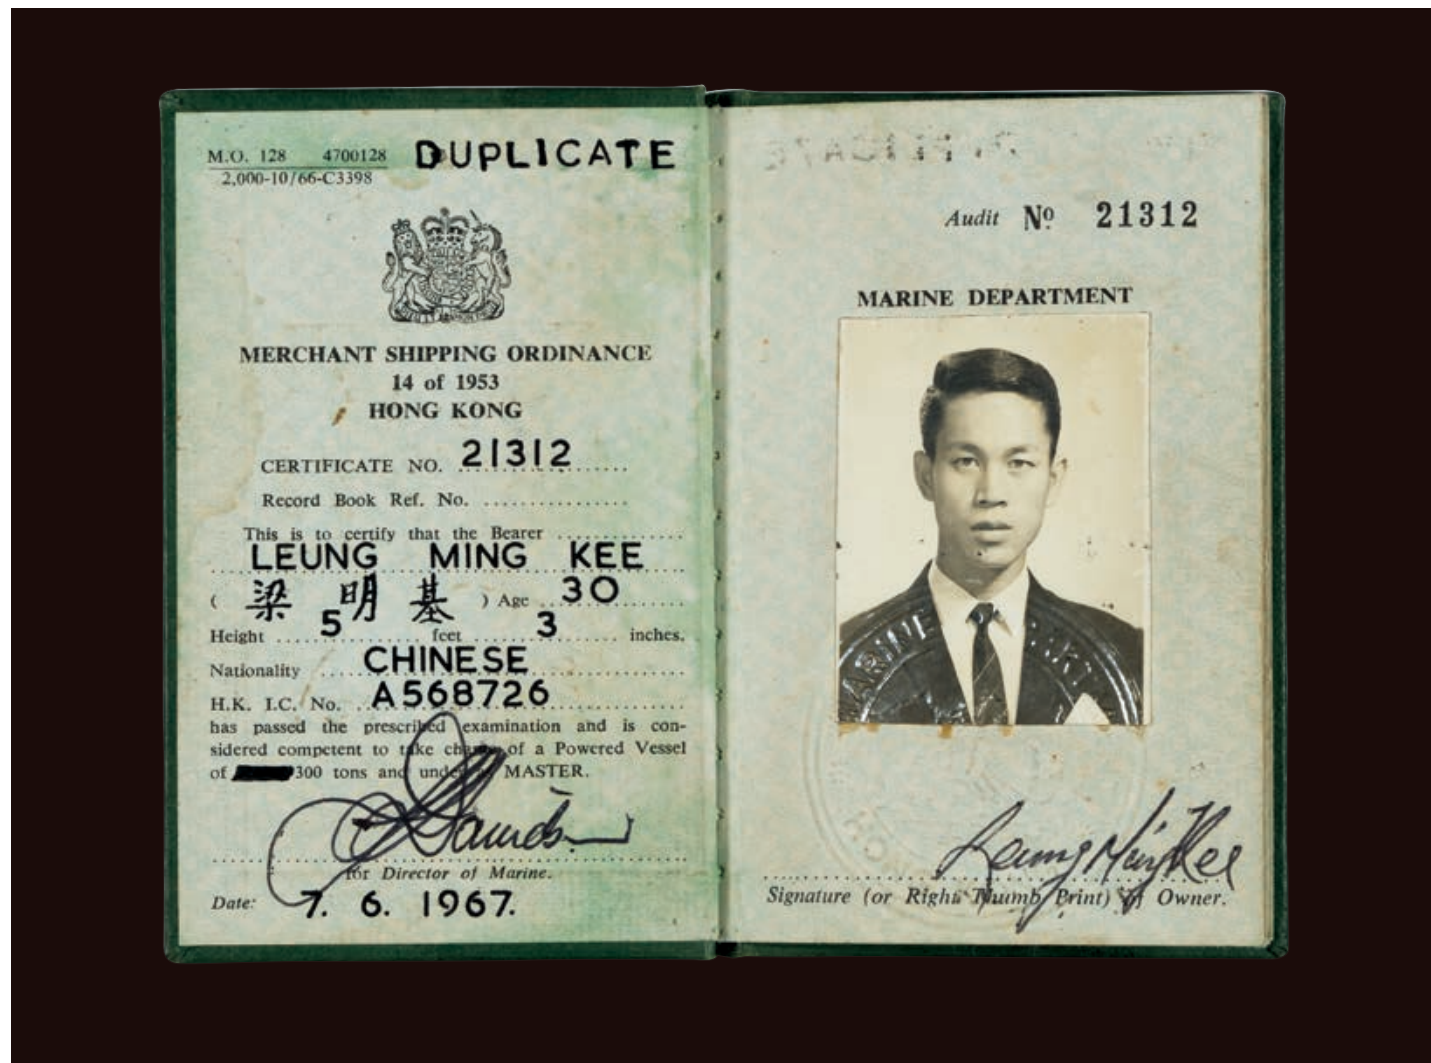 M.O. 128 4700128
2,000-10/66-C3398
DUPLICATE
MERCHANT SHIPPING ORDINANCE
14 of 1953
HONG KONG
CERTIFICATE NO. 21312
Record Book Ref. No.
This is to certify that the Bearer
LEUNG MING KEE
( 梁明基 ) Age 30
Height 5 feet 3 inches.
Nationality CHINESE
H.K. I.C. No. A568726
has passed the prescribed examination and is con-
sidered competent to take charge of a Powered Vessel
of 300 tons and under as MASTER.
for Director of Marine.
Date: 7. 6. 1967.
Audit Nº 21312
MARINE DEPARTMENT
MARINE
Leung Ming Kee
Signature (or Right Thumb Print) of Owner.